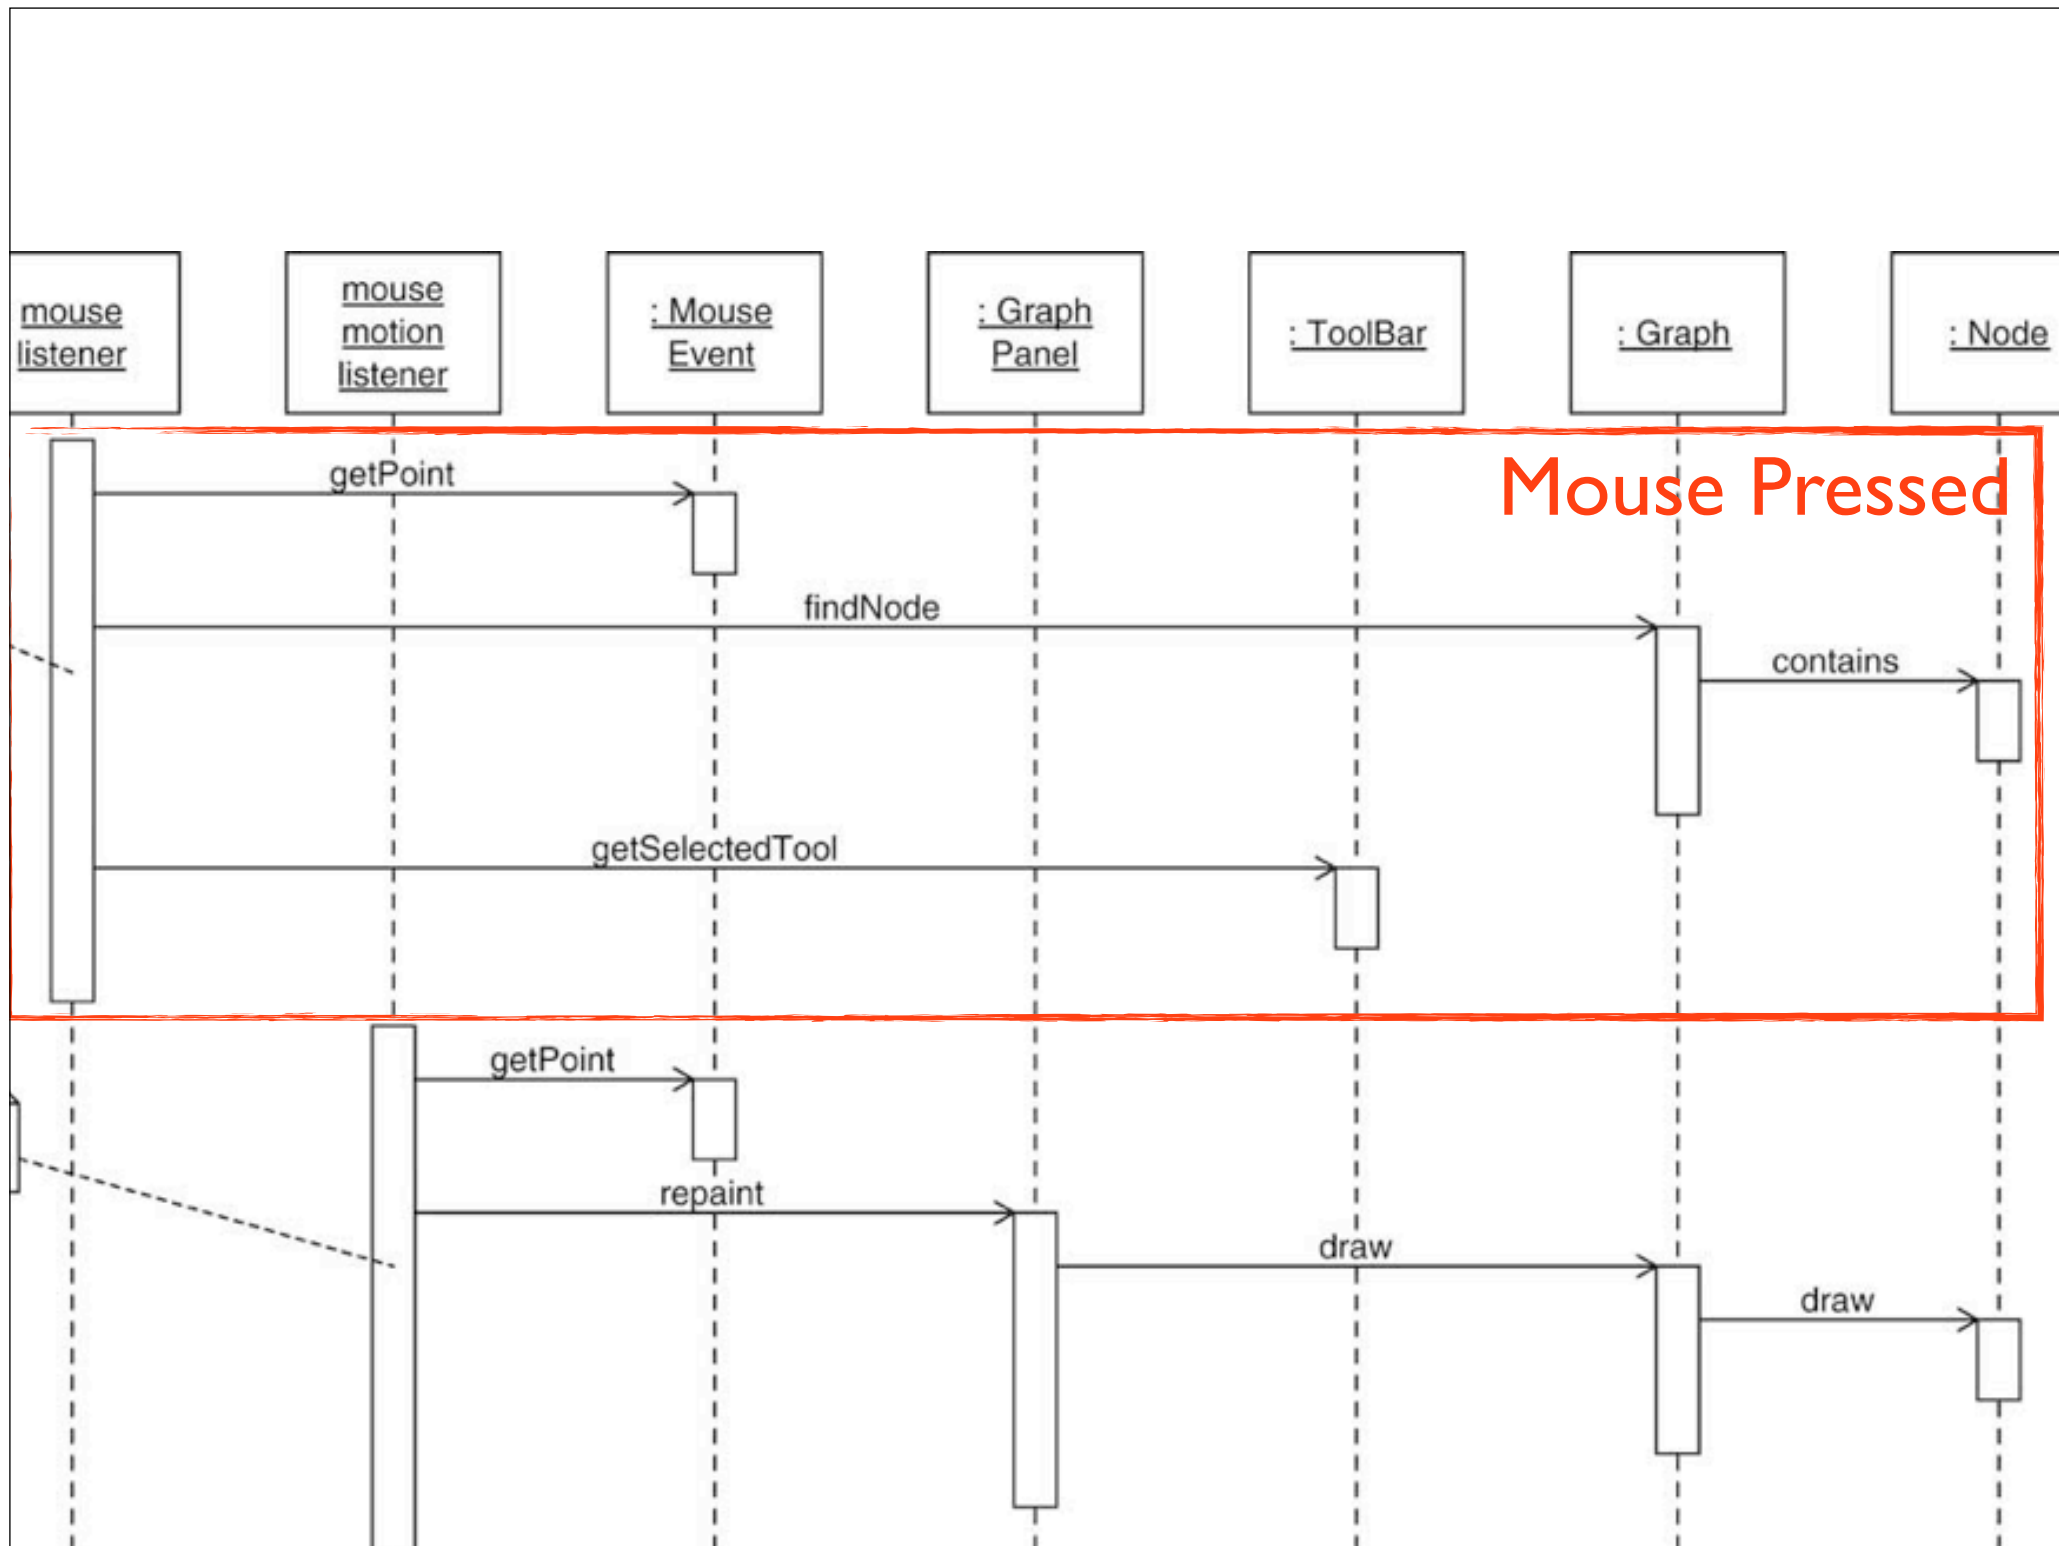 mouse
listener
mouse
motion
listener
: Mouse
Event
: Graph
Panel
: ToolBar
: Graph
: Node
Mouse Pressed
getPoint
findNode
contains
getSelectedTool
getPoint
repaint
draw
draw